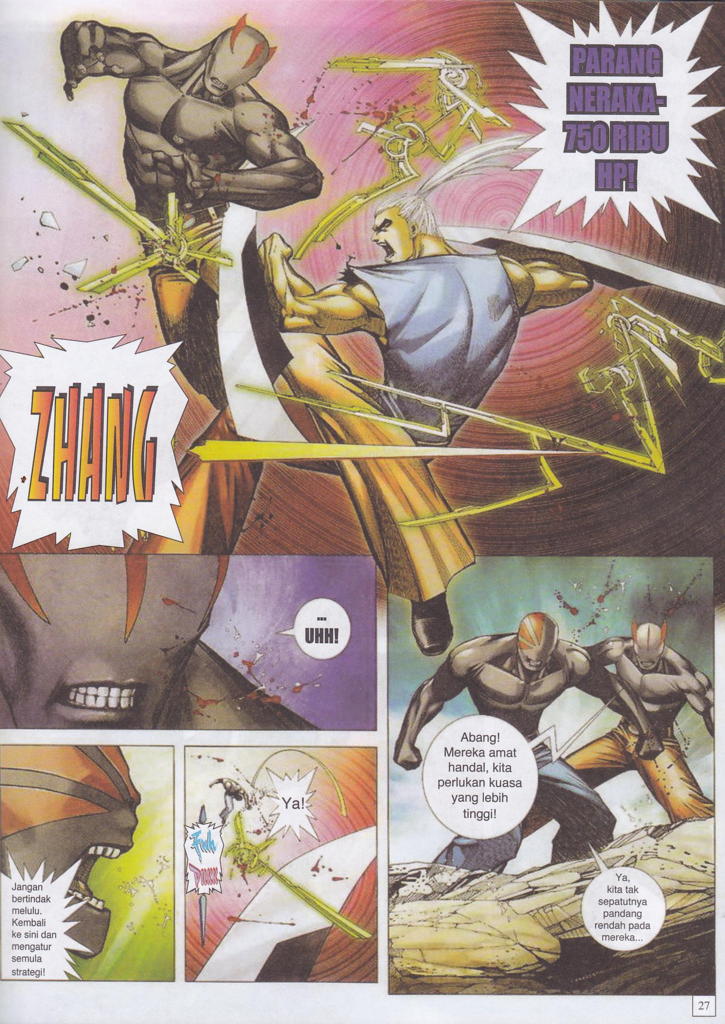 PARANG
NERAKA-
750 RIBU
HP!
ZHANG
...
UHH!
Jangan
bertindak
melulu.
Kembali
ke sini dan
mengatur
semula
strategi!
Ya!
Abang!
Mereka amat
handal, kita
perlukan kuasa
yang lebih
tinggi!
Ya,
kita tak
sepatutnya
pandang
rendah pada
mereka...
27